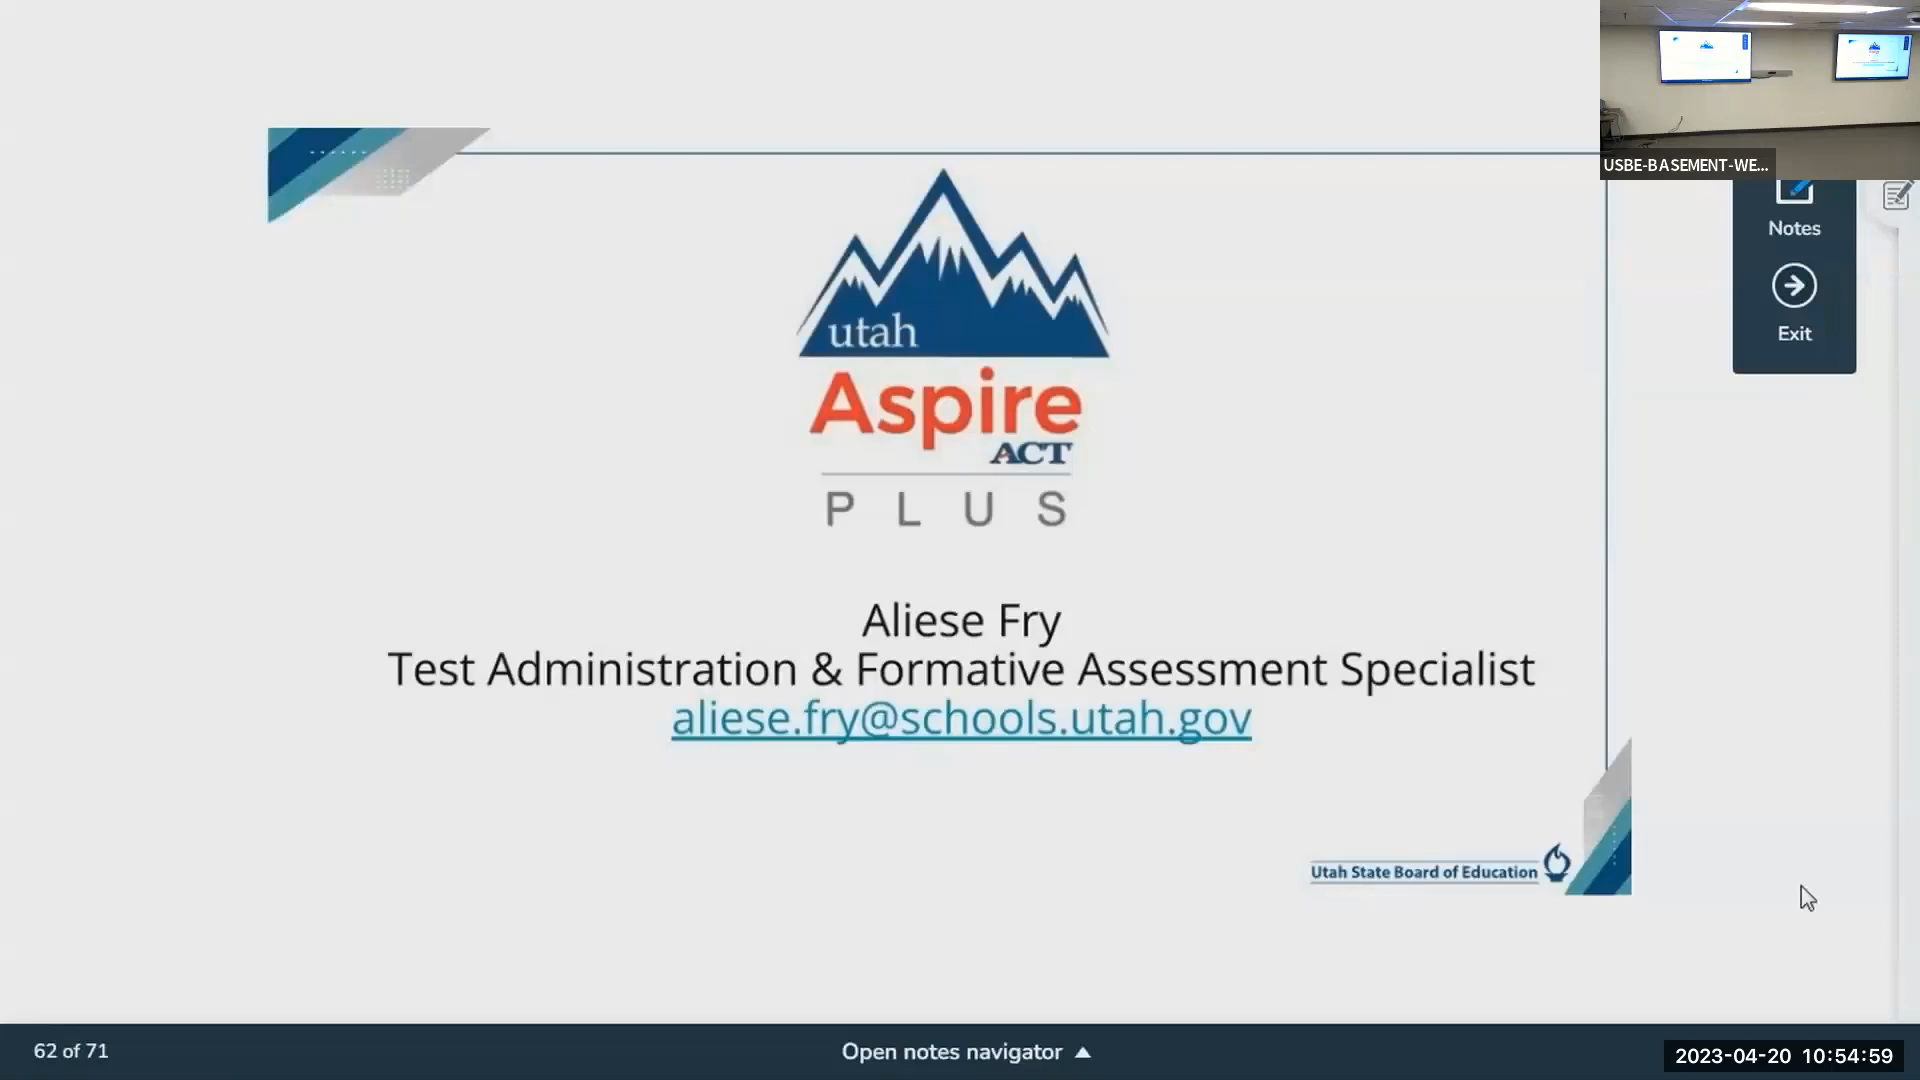 USBE-BASEMENT-WE...
Notes
Exit
utah
Aspire
ACT
PLUS
Aliese Fry
Test Administration & Formative Assessment Specialist
aliese.fry@schools.utah.gov
Utah State Board of Education
62 of 71
Open notes navigator
2023-04-20 10:54:59